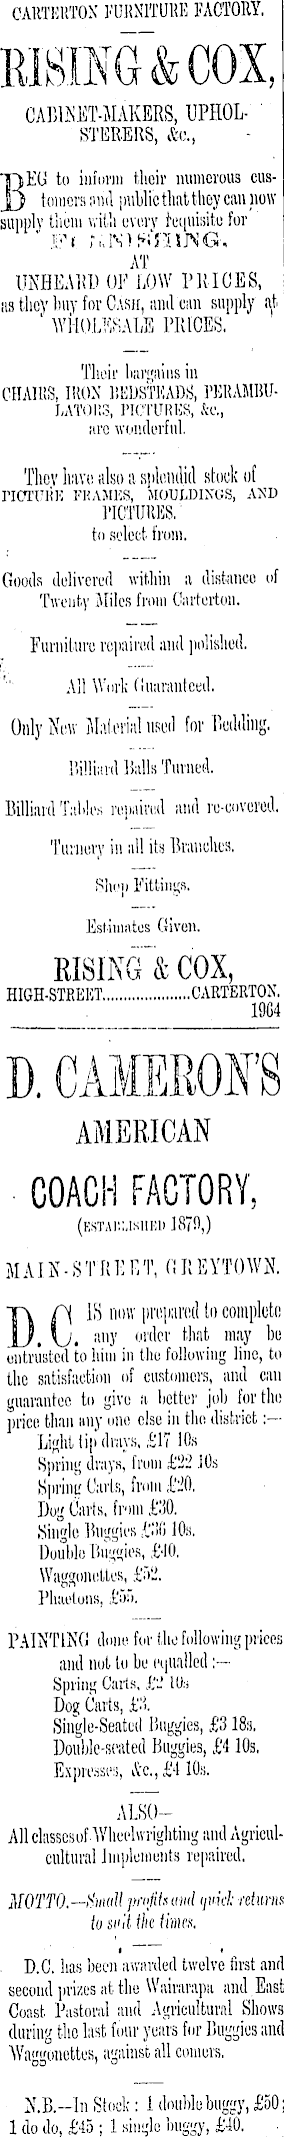 CARTERTON FURNITURE FACTORY.
RISING & COX,
CABINET-MAKERS, UPHOL-
STERERS, &c.,
BEG to inform their numerous cus-
tomers and public that they can now
supply them with every requisite for
FURNISHING.
AT
UNHEARD OF LOW PRICES,
as they buy for CASH, and can supply at
WHOLESALE PRICES.
Their bargains in
CHAIRS, IRON BEDSTEADS, PERAMBU-
LATORS, PICTURES, &c.,
are wonderful.
They have also a splendid stock of
PICTURE FRAMES, MOULDINGS, AND
PICTURES.
to select from.
Goods delivered within a distance of
Twenty Miles from Carterton.
Furniture repaired and polished.
All Work Guaranteed.
Only New Material used for Bedding.
Billiard Balls Turned.
Billiard Tables repaired and re-covered.
Turnery in all its Branches.
Shop Fittings.
Estimates Given.
RISING & COX,
HIGH-STREET.....................CARTERTON.
1964
D. CAMERON'S
AMERICAN
COACH FACTORY,
(ESTABLISHED 1879,)
MAIN-STREET, GREYTOWN.
D.C. IS now prepared to complete
any order that may be
entrusted to him in the following line, to
the satisfaction of customers, and can
guarantee to give a better job for the
price than any one else in the district :—
Light tip drays, £17 10s
Spring drays, from £22 10s
Spring Carts, from £20.
Dog Carts, from £30.
Single Buggies £36 10s.
Double Buggies, £40.
Waggonettes, £52.
Phaetons, £55.
PAINTING done for the following prices
and not to be equalled :—
Spring Carts, £2 10s
Dog Carts, £3.
Single-Seated Buggies, £3 18s.
Double-seated Buggies, £4 10s.
Expresses, &c., £4 10s.
ALSO—
All classes of Wheelwrighting and Agricul-
cultural Implements repaired.
MOTTO.—Small profits and quick returns
to suit the times.
D.C. has been awarded twelve first and
second prizes at the Wairarapa and East
Coast Pastoral and Agricultural Shows
during the last four years for Buggies and
Waggonettes, against all comers.
N.B.—In Stock : 1 double buggy, £50;
1 do do, £45 ; 1 single buggy, £40.